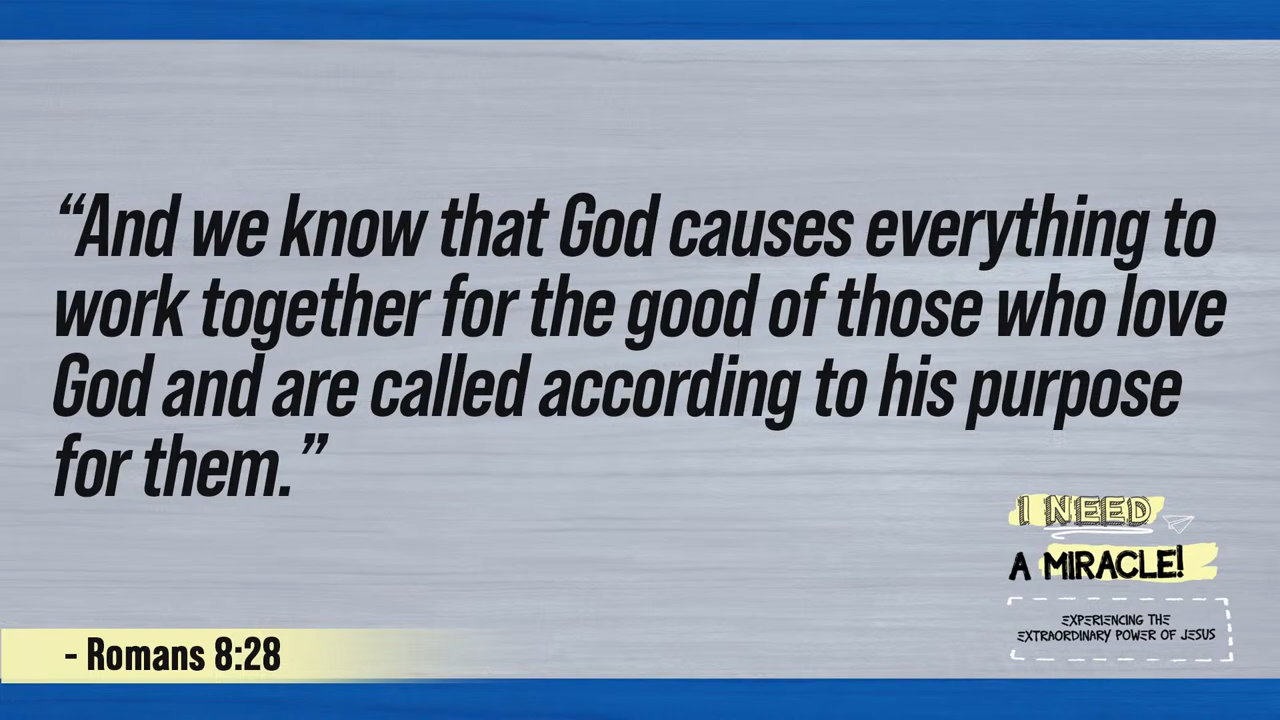 “And we know that God causes everything to
work together for the good of those who love
God and are called according to his purpose
for them.”
I NEED
A MIRACLE!
EXPERIENCING THE
EXTRAORDINARY POWER OF JESUS
- Romans 8:28